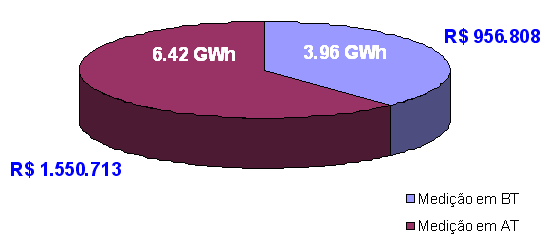 R$ 956.808
6.42 GWh
3.96 GWh
R$ 1.550.713
Medição em BT
Medição em AT